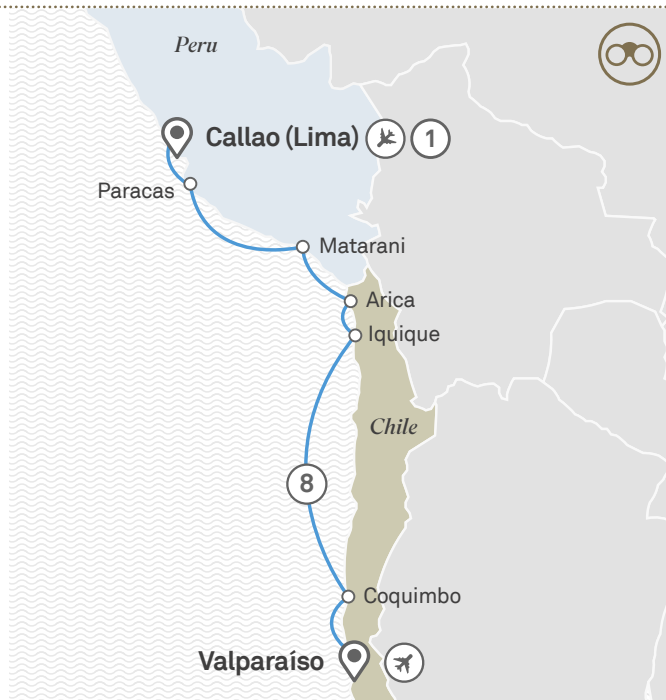 Peru
Callao (Lima) 1
Paracas
Matarani
Arica
Iquique
Chile
8
Coquimbo
Valparaíso